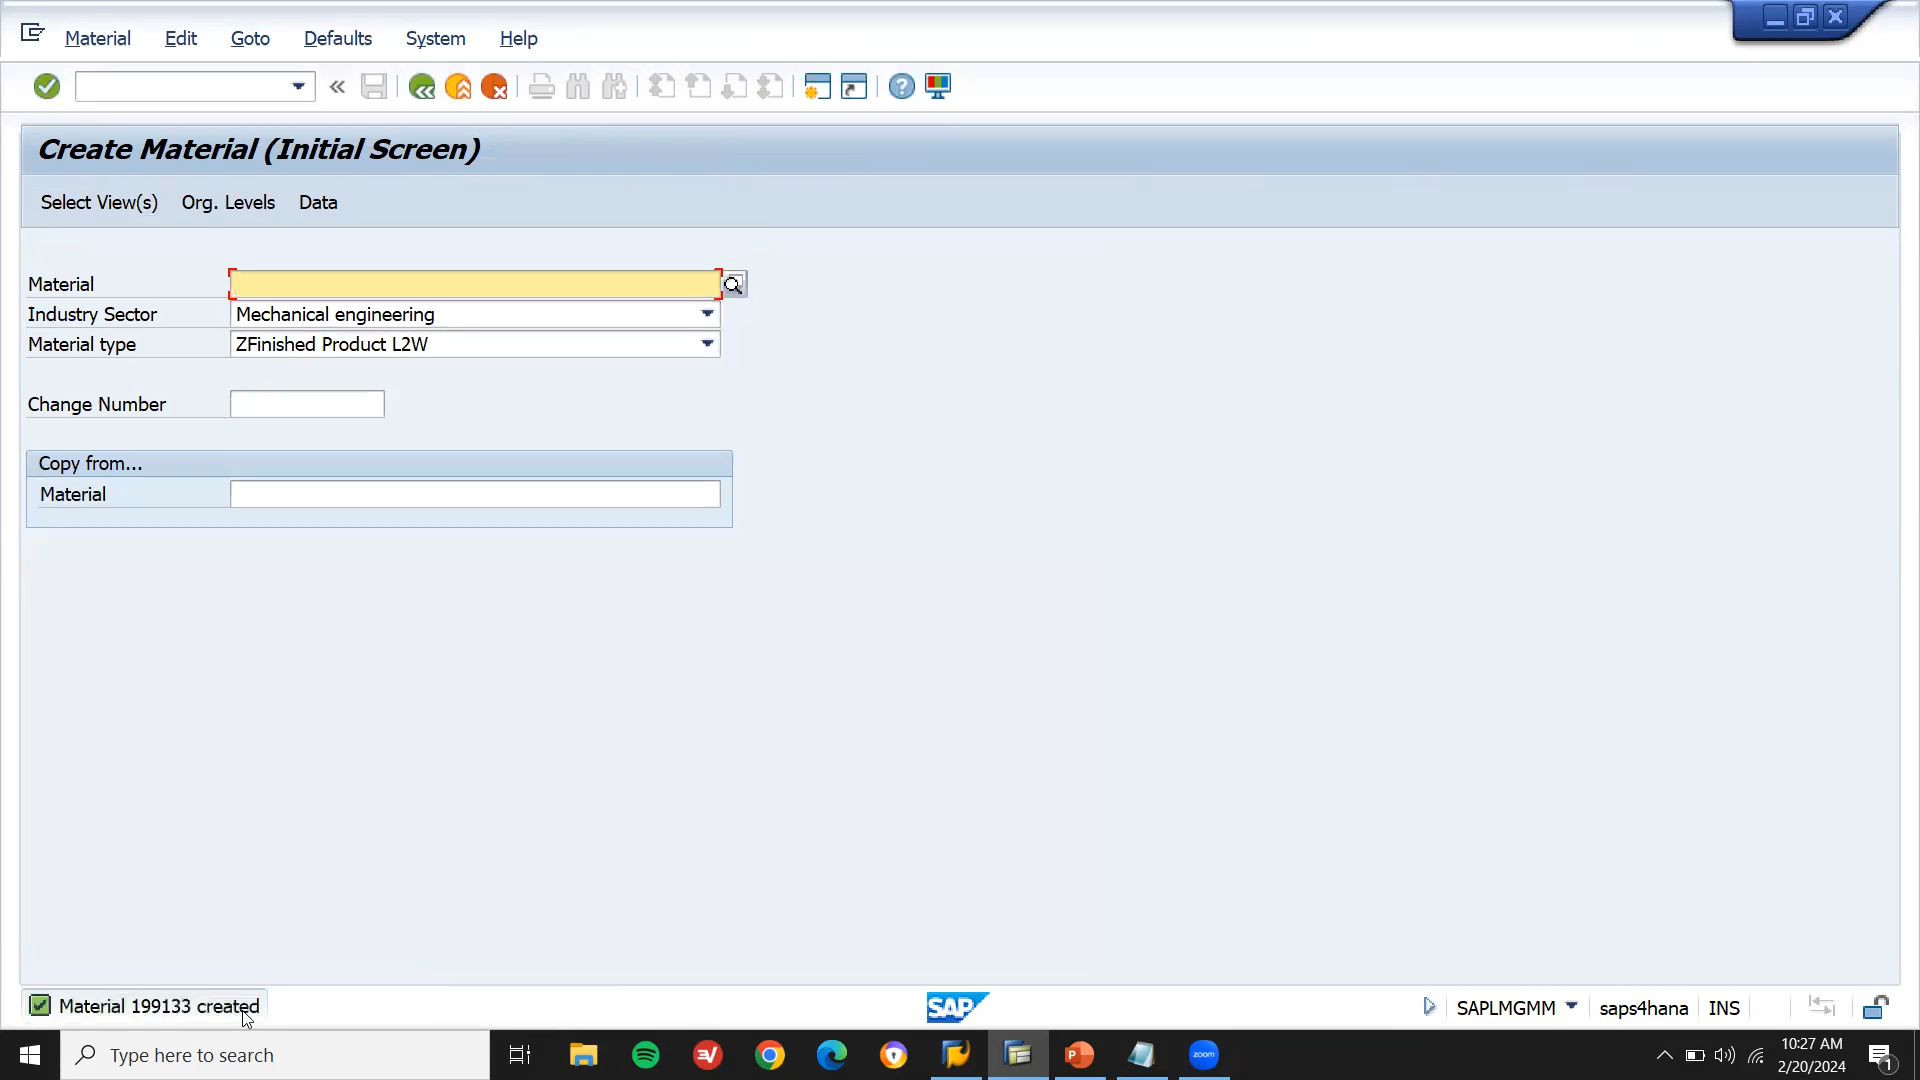 Material Edit Goto Defaults System Help
Create Material (Initial Screen)
Select View(s) Org. Levels Data
Material
Industry Sector Mechanical engineering
Material type ZFinished Product L2W
Change Number
Copy from...
Material
Material 199133 created
SAP
SAPLMGMM saps4hana INS
Type here to search
P
zoom
10:27 AM
2/20/2024
1